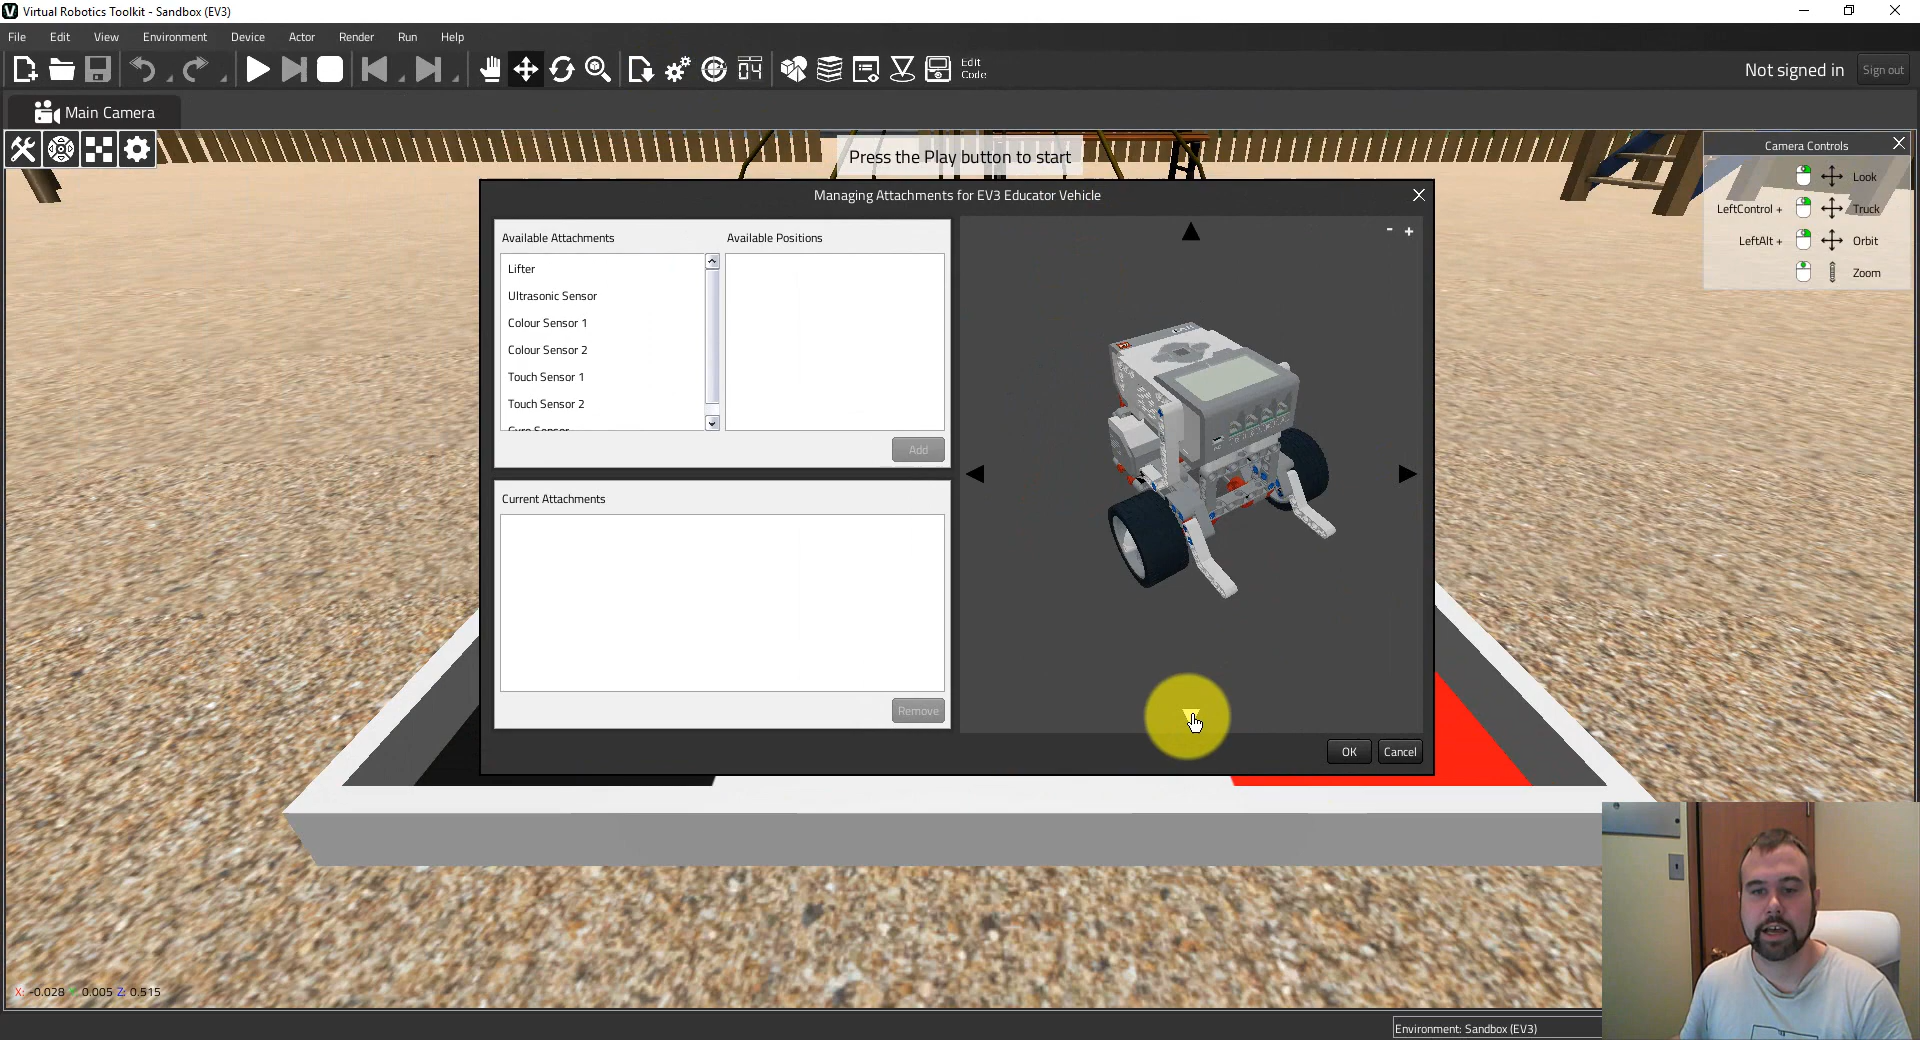 Virtual Robotics Toolkit - Sandbox (EV3)
File Edit View Environment Device Actor Render Run Help
04
Edit
Code
Not signed in
Sign out
Main Camera
Press the Play button to start
Camera Controls
Look
LeftControl + Truck
LeftAlt + Orbit
Zoom
Managing Attachments for EV3 Educator Vehicle
Available Attachments
Lifter
Ultrasonic Sensor
Colour Sensor 1
Colour Sensor 2
Touch Sensor 1
Touch Sensor 2
Gyro Sensor
Available Positions
Add
- +
Current Attachments
Remove
OK Cancel
X: -0.028 Y: 0.005 Z: 0.515
Environment: Sandbox (EV3)